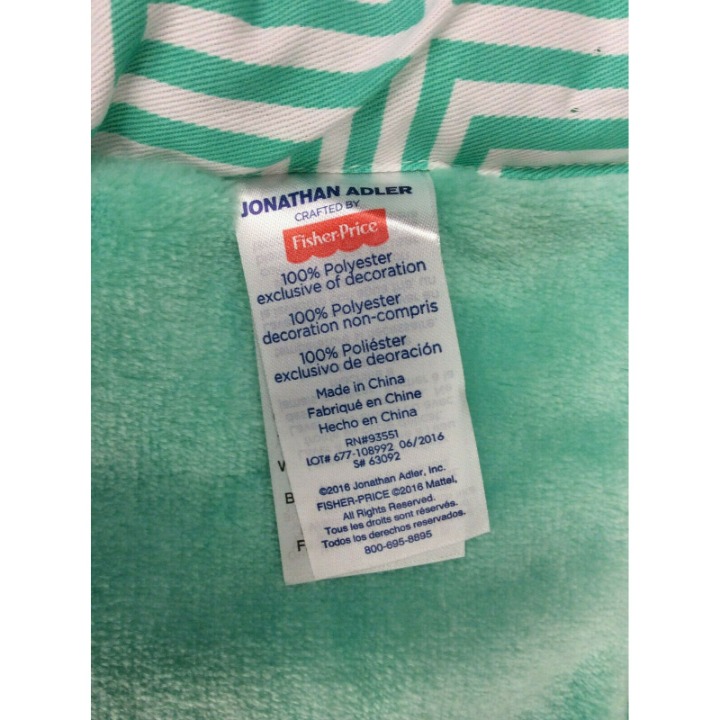 JONATHAN ADLER
CRAFTED BY
Fisher-Price
100% Polyester
exclusive of decoration
100% Polyester
decoration non-compris
100% Poliéster
exclusivo de deoración
Made in China
Fabriqué en Chine
Hecho en China
RN#93551
LOT# 677-108992 06/2016
S# 63092
©2016 Jonathan Adler, Inc.
FISHER-PRICE ©2016 Mattel,
All Rights Reserved.
Tous les droits sont réservés.
Todos los derechos reservados.
800-695-8895